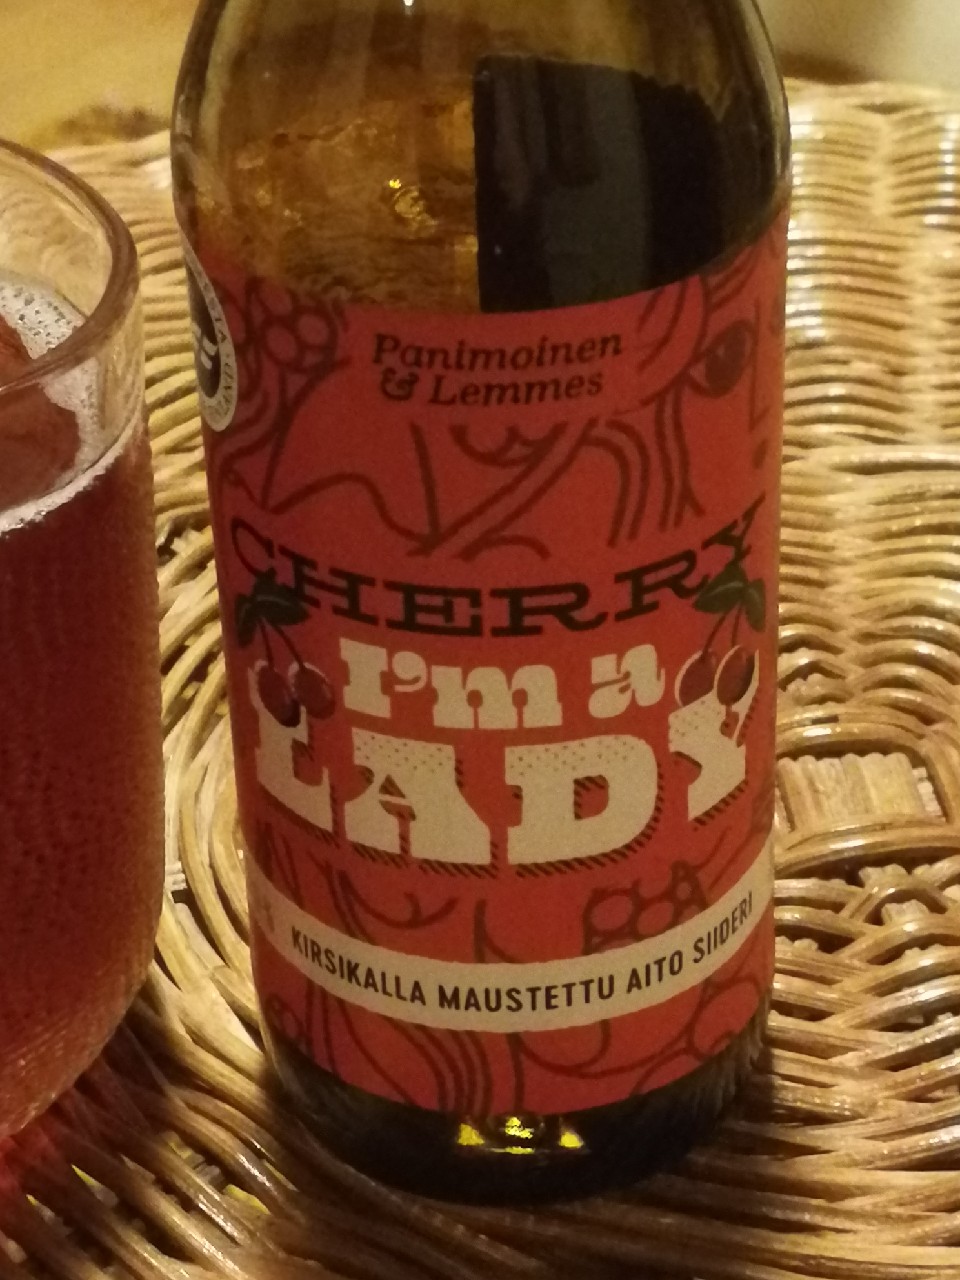 Panimoinen
& Lemmes
CHERRY
I'm a
LADY
KIRSIKALLA MAUSTETTU AITO SIIDERI